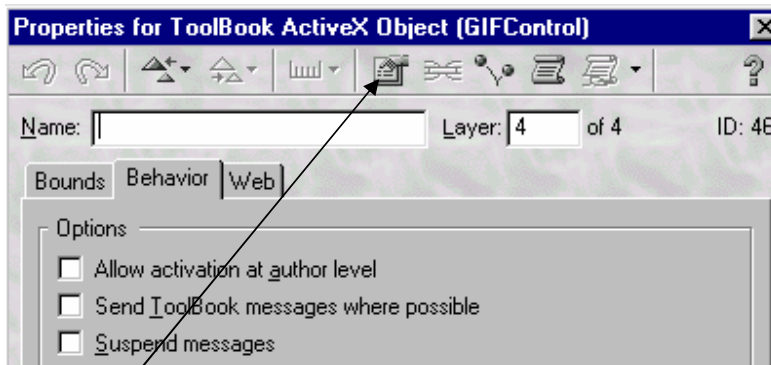 Properties for ToolBook ActiveX Object (GIFControl)
Name: Layer: 4 of 4 ID: 46
Bounds Behavior Web
Options
Allow activation at author level
Send ToolBook messages where possible
Suspend messages